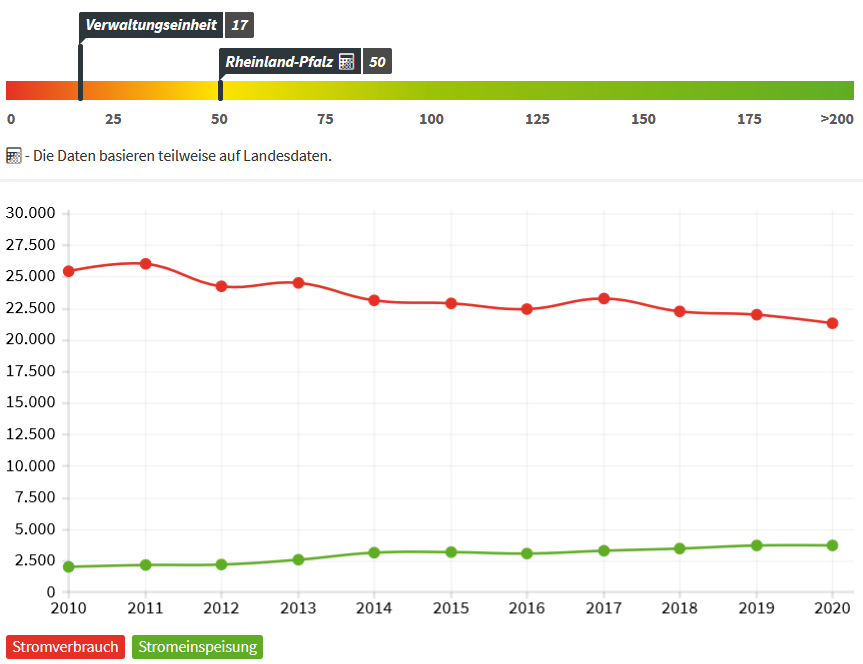 Verwaltungseinheit 17
Rheinland-Pfalz 50
0 25 50 75 100 125 150 175 >200
- Die Daten basieren teilweise auf Landesdaten.
30.000
27.500
25.000
22.500
20.000
17.500
15.000
12.500
10.000
7.500
5.000
2.500
0
2010 2011 2012 2013 2014 2015 2016 2017 2018 2019 2020
Stromverbrauch Stromeinspeisung